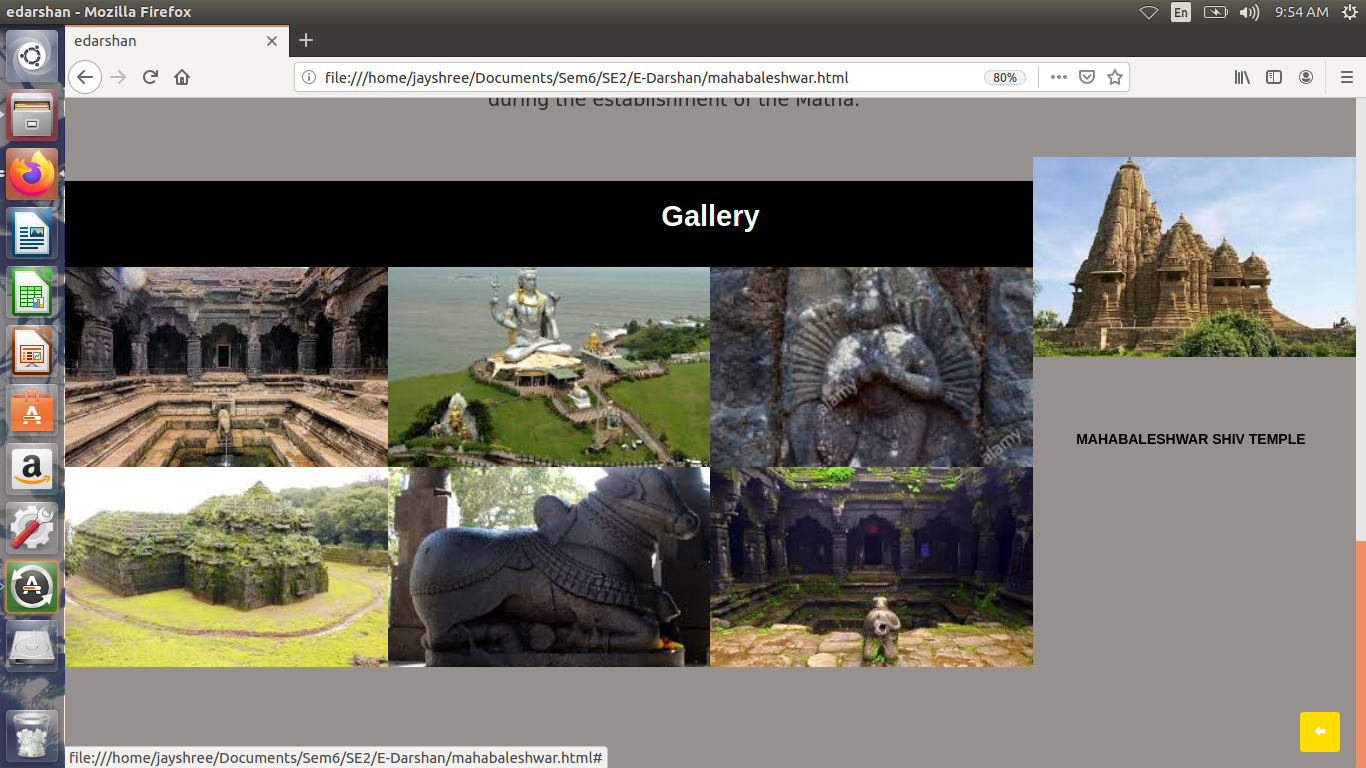 edarshan - Mozilla Firefox
En
9:54 AM
edarshan
file:///home/jayshree/Documents/Sem6/SE2/E-Darshan/mahabaleshwar.html
80%
during the establishment of the Matha.
Gallery
alamy
alamy
MAHABALESHWAR SHIV TEMPLE
file:///home/jayshree/Documents/Sem6/SE2/E-Darshan/mahabaleshwar.html#